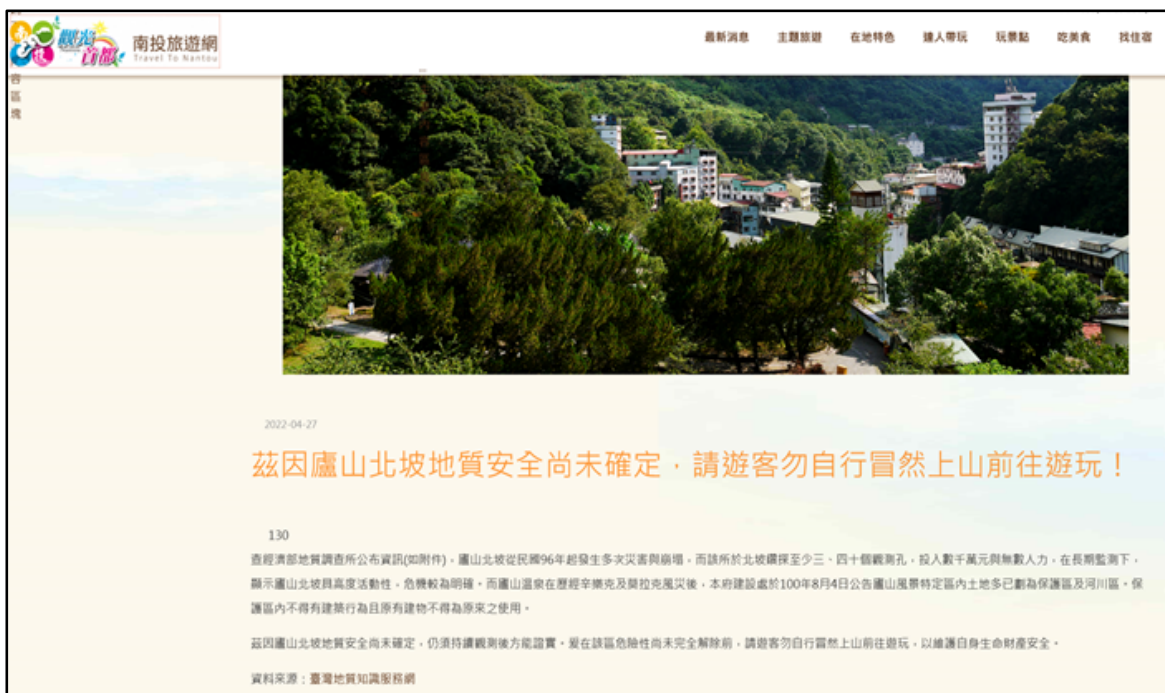 觀光
首都
南投旅遊網
Travel To Nantou
最新消息 主題旅遊 在地特色 達人帶玩 玩景點 吃美食 找住宿
容
區
塊
2022-04-27
茲因廬山北坡地質安全尚未確定，請遊客勿自行冒然上山前往遊玩！
130
查經濟部地質調查所公布資訊(如附件)，廬山北坡從民國96年起發生多次災害與崩塌，而該所於北坡鑽探至少三、四十個觀測孔，投入數千萬元與無數人力，在長期監測下，
顯示廬山北坡具高度活動性，危機較為明確。而廬山溫泉在歷經辛樂克及莫拉克風災後，本府建設處於100年8月4日公告廬山風景特定區內土地多已劃為保護區及河川區。保
護區內不得有建築行為且原有建物不得為原來之使用。
茲因廬山北坡地質安全尚未確定，仍須持續觀測後方能證實。爰在該區危險性尚未完全解除前，請遊客勿自行冒然上山前往遊玩，以維護自身生命財產安全。
資料來源：臺灣地質知識服務網